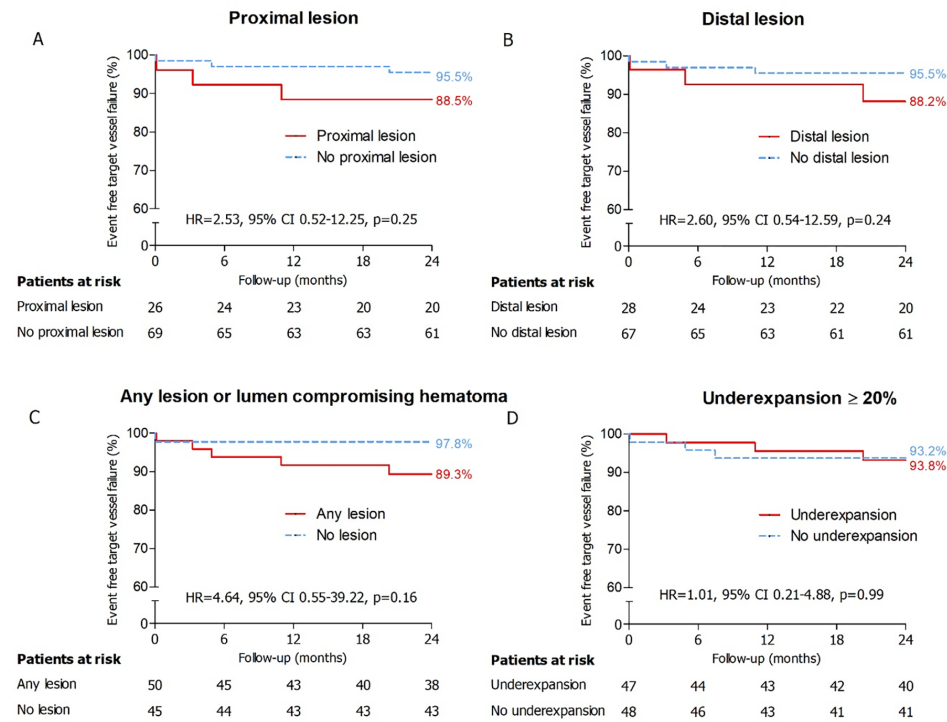 Proximal lesion
A
Event free target vessel failure (%)
100
90
80
70
60
0
95.5%
88.5%
Proximal lesion
No proximal lesion
HR=2.53, 95% CI 0.52-12.25, p=0.25
0 6 12 18 24
Follow-up (months)
Patients at risk
Proximal lesion 26 24 23 20 20
No proximal lesion 69 65 63 63 61
Distal lesion
B
Event free target vessel failure (%)
100
90
80
70
60
0
95.5%
88.2%
Distal lesion
No distal lesion
HR=2.60, 95% CI 0.54-12.59, p=0.24
0 6 12 18 24
Follow-up (months)
Patients at risk
Distal lesion 28 24 23 22 20
No distal lesion 67 65 63 61 61
Any lesion or lumen compromising hematoma
C
Event free target vessel failure (%)
100
90
80
70
60
0
97.8%
89.3%
Any lesion
No lesion
HR=4.64, 95% CI 0.55-39.22, p=0.16
0 6 12 18 24
Follow-up (months)
Patients at risk
Any lesion 50 45 43 40 38
No lesion 45 44 43 43 43
Underexpansion ≥ 20%
D
Event free target vessel failure (%)
100
90
80
70
60
0
93.2%
93.8%
Underexpansion
No underexpansion
HR=1.01, 95% CI 0.21-4.88, p=0.99
0 6 12 18 24
Follow-up (months)
Patients at risk
Underexpansion 47 44 43 42 40
No underexpansion 48 46 43 41 41